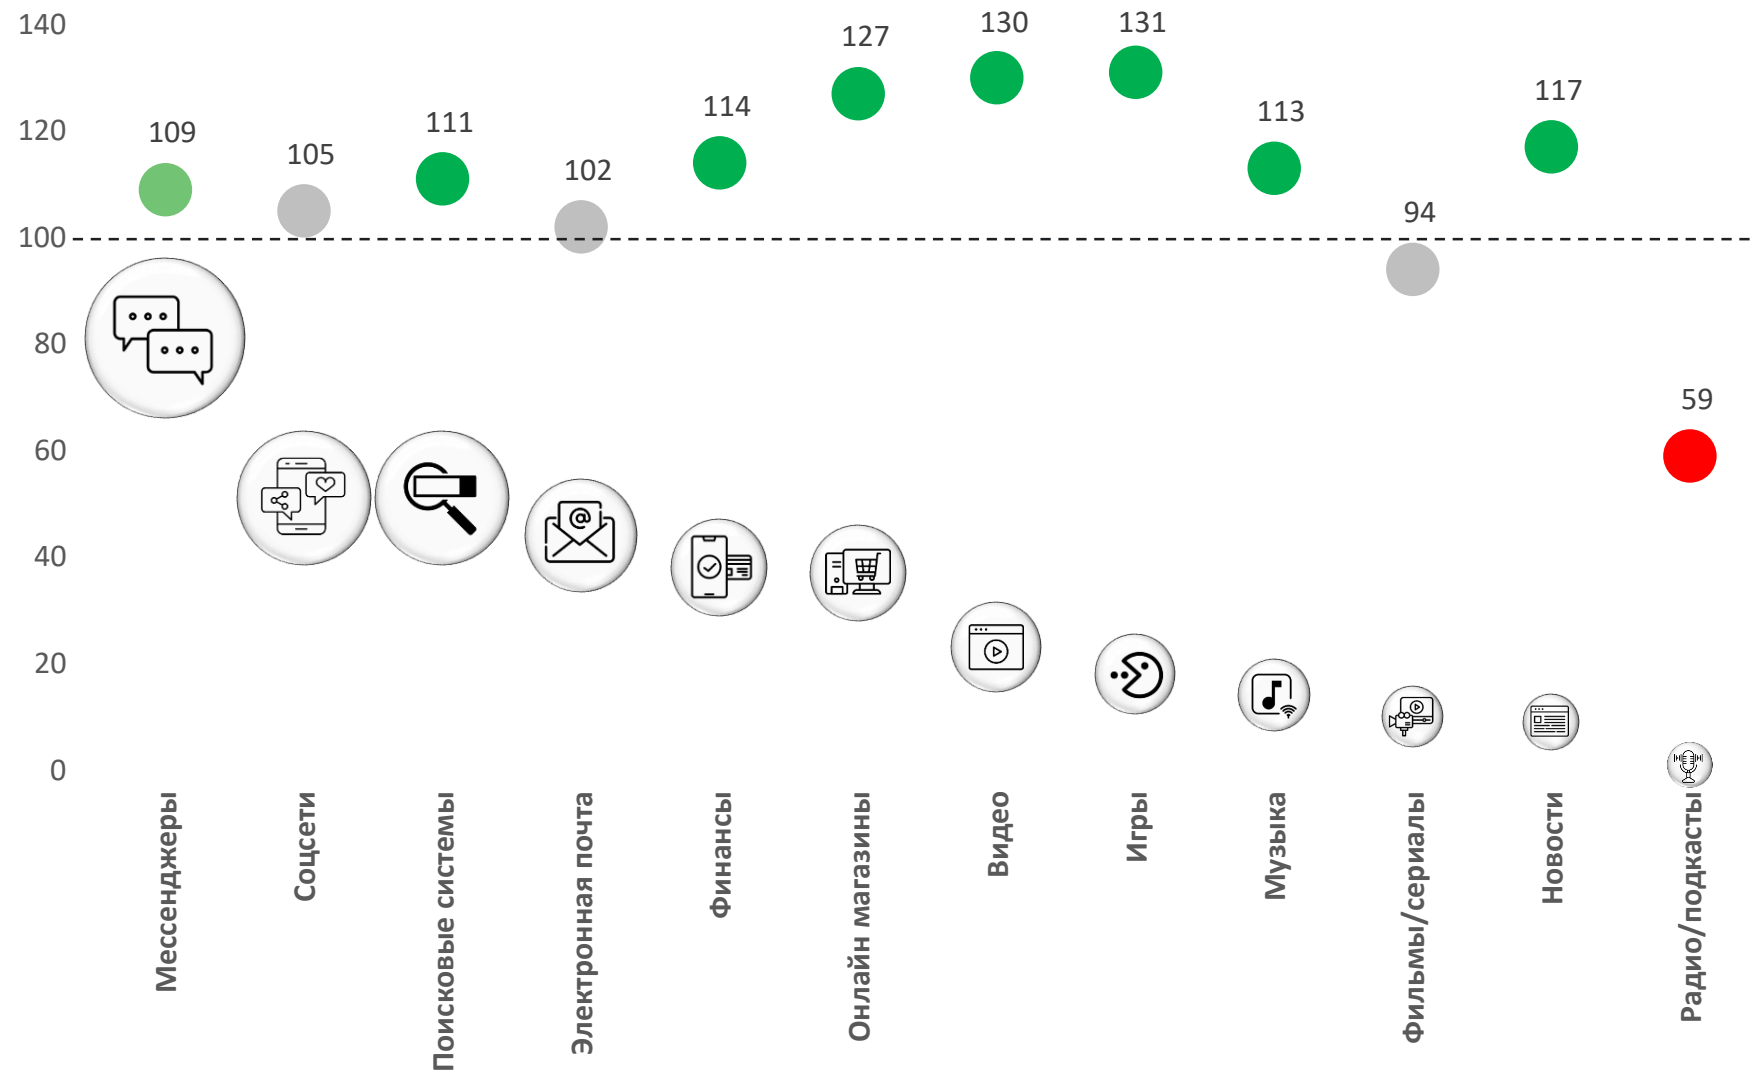 140
120
100
80
60
40
20
0
109
105
111
102
114
127
130
131
113
94
117
59
@
Мессенджеры
Соцсети
Поисковые системы
Электронная почта
Финансы
Онлайн магазины
Видео
Игры
Музыка
Фильмы/сериалы
Новости
Радио/подкасты